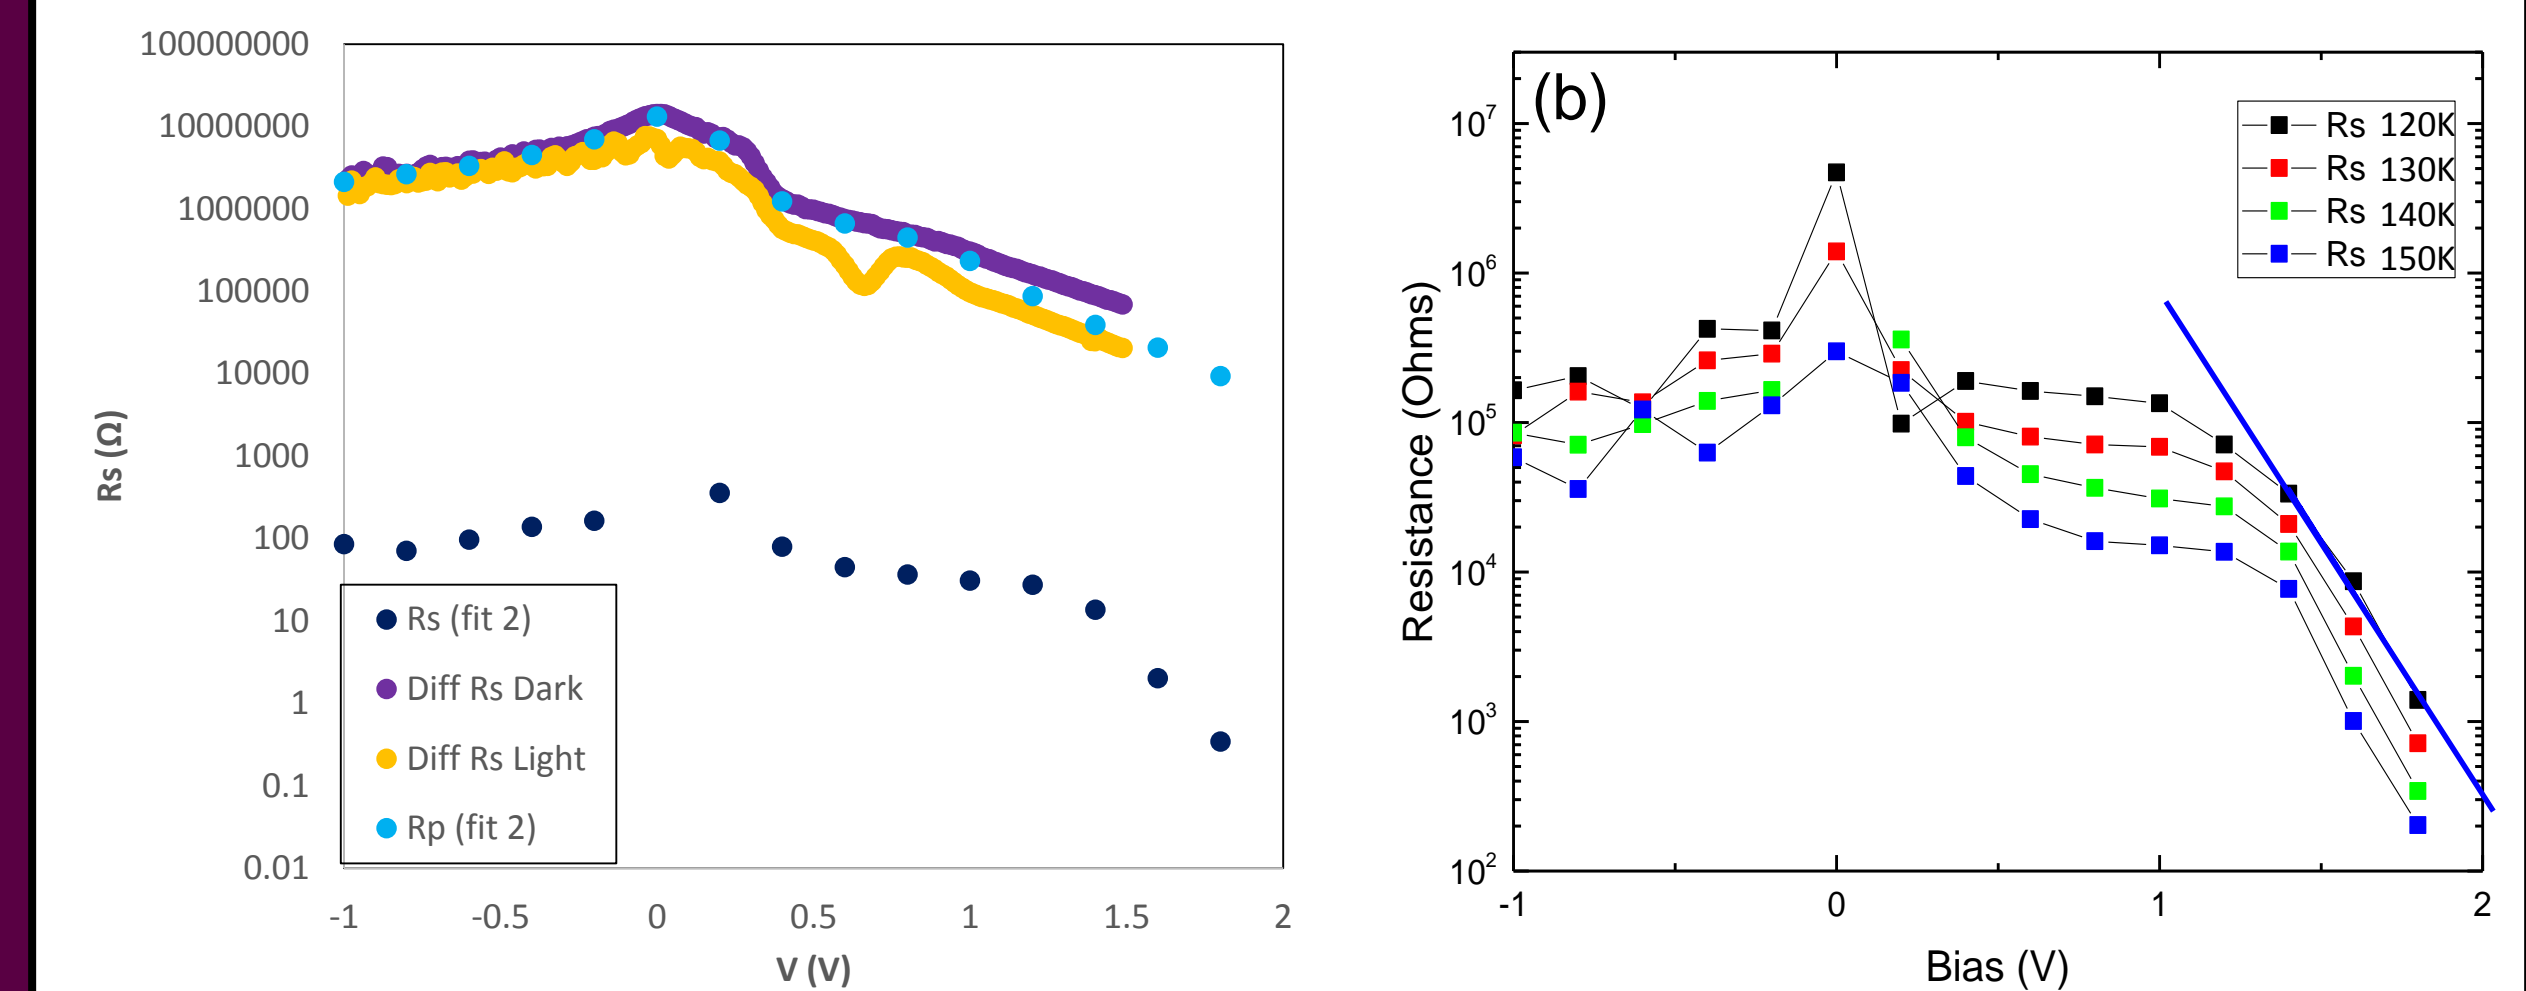 100000000
10000000
1000000
100000
10000
1000
100
10
1
0.1
0.01
Rs (Ω)
Rs (fit 2)
Diff Rs Dark
Diff Rs Light
Rp (fit 2)
-1 -0.5 0 0.5 1 1.5 2
V (V)
(b)
10^7
10^6
10^5
10^4
10^3
10^2
Resistance (Ohms)
Rs 120K
Rs 130K
Rs 140K
Rs 150K
-1 0 1 2
Bias (V)